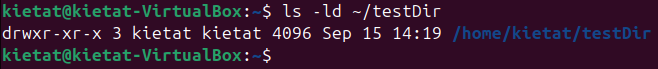 kietat@kietat-VirtualBox:~$ ls -ld ~/testDir
drwxr-xr-x 3 kietat kietat 4096 Sep 15 14:19 /home/kietat/testDir
kietat@kietat-VirtualBox:~$